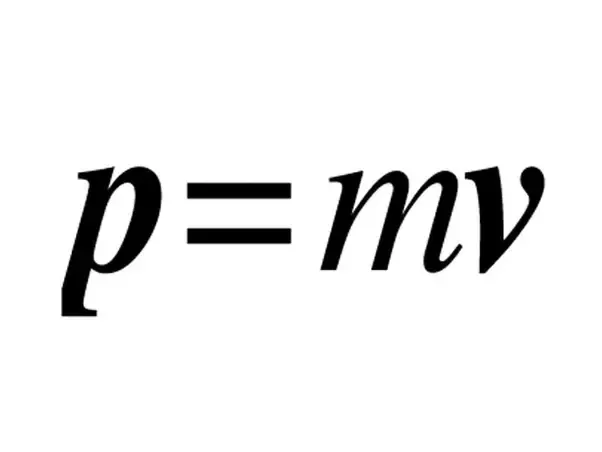 p = mv